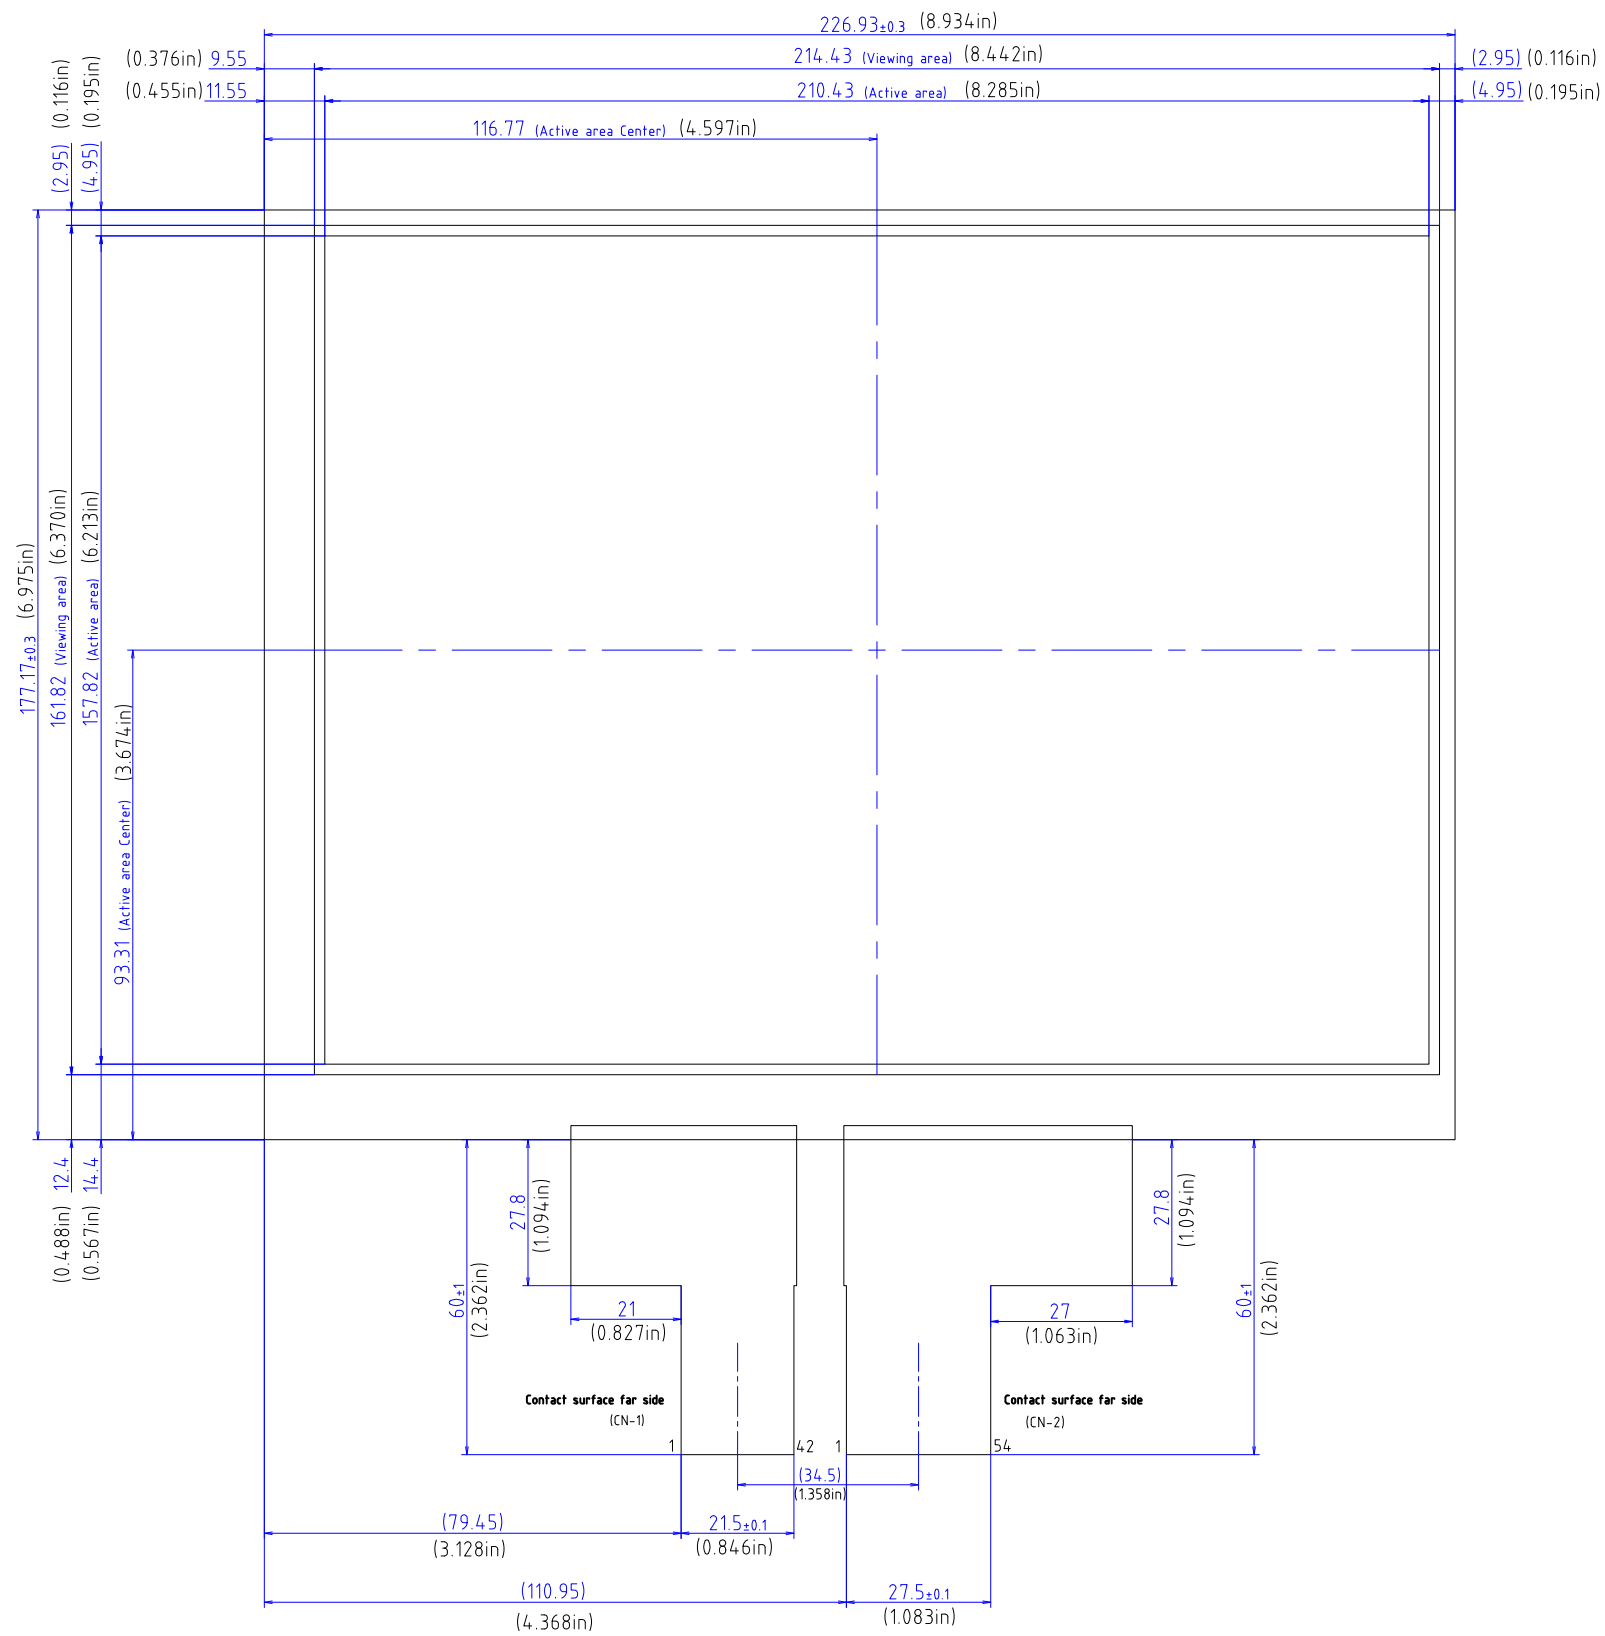 226.93±0.3 (8.934in)
(0.376in) 9.55
214.43 (Viewing area) (8.442in)
(2.95) (0.116in)
(0.455in) 11.55
210.43 (Active area) (8.285in)
(4.95) (0.195in)
116.77 (Active area Center) (4.597in)
(2.95) (0.116in)
(4.95) (0.195in)
177.17±0.3 (6.975in)
161.82 (Viewing area) (6.370in)
157.82 (Active area) (6.213in)
93.31 (Active area Center) (3.674in)
(0.488in) 12.4
(0.567in) 14.4
27.8
(1.094in)
27.8
(1.094in)
60±1
(2.362in)
60±1
(2.362in)
21
(0.827in)
27
(1.063in)
Contact surface far side
(CN-1)
Contact surface far side
(CN-2)
1
42
1
54
(34.5)
(1.358in)
(79.45)
(3.128in)
21.5±0.1
(0.846in)
(110.95)
(4.368in)
27.5±0.1
(1.083in)